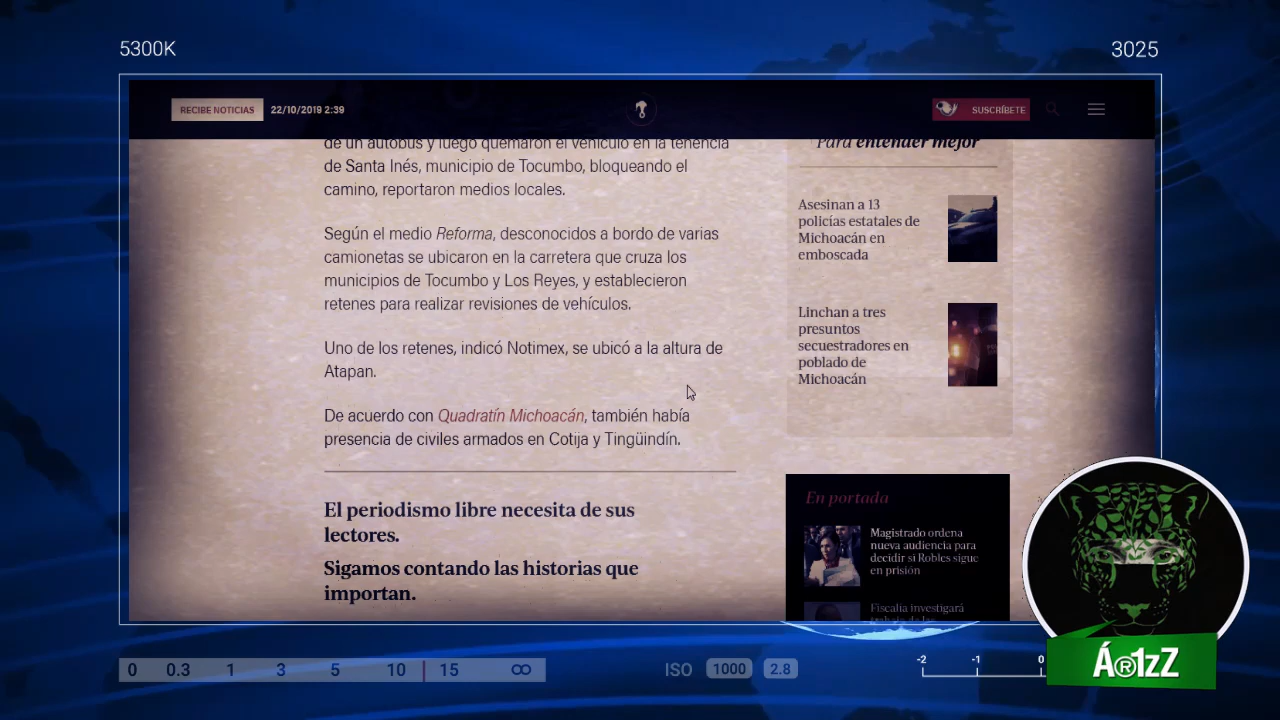 5300K
3025
RECIBE NOTICIAS
22/10/2019 2:39
SUSCRÍBETE
de un autobús y luego quemaron el vehículo en la tenencia
de Santa Inés, municipio de Tocumbo, bloqueando el
camino, reportaron medios locales.
Según el medio Reforma, desconocidos a bordo de varias
camionetas se ubicaron en la carretera que cruza los
municipios de Tocumbo y Los Reyes, y establecieron
retenes para realizar revisiones de vehículos.
Uno de los retenes, indicó Notimex, se ubicó a la altura de
Atapan.
De acuerdo con Quadratín Michoacán, también había
presencia de civiles armados en Cotija y Tingüindín.
El periodismo libre necesita de sus
lectores.
Sigamos contando las historias que
importan.
Para entender mejor
Asesinan a 13
policías estatales de
Michoacán en
emboscada
Linchan a tres
presuntos
secuestradores en
poblado de
Michoacán
En portada
Magistrado ordena
nueva audiencia para
decidir si Robles sigue
en prisión
Fiscalía investigará
Á®1zZ
0 0.3 1 3 5 10 15 ∞
ISO 1000 2.8
-2 -1 0